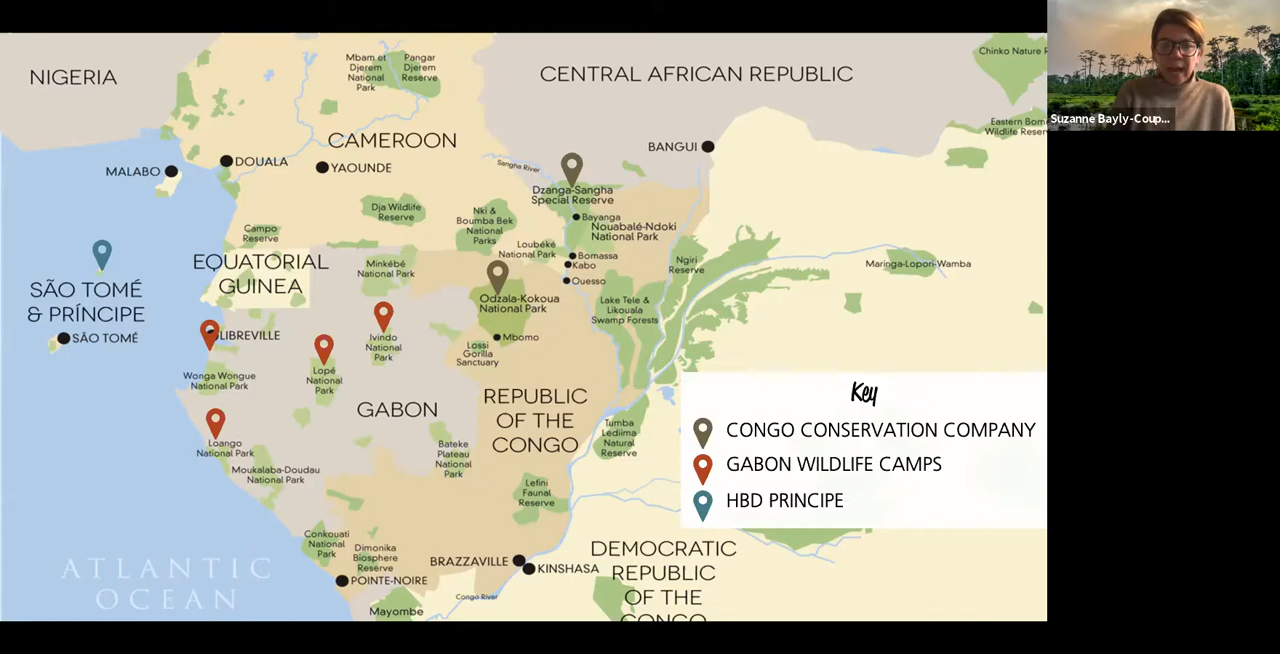 NIGERIA
Mbam et
Djerem
National
Park
Pangar
Djerem
Reserve
CENTRAL AFRICAN REPUBLIC
Chinko Nature R
Suzanne Bayly-Coup...
CAMEROON
Eastern Bom
Wildlife Reser
BANGUI
DOUALA
MALABO
YAOUNDE
Sangha River
Dzanga-Sangha
Special Reserve
Dja Wildlife
Reserve
Nki &
Boumba Bek
National
Parks
Bayanga
Nouabalé-Ndoki
National Park
Campo
Reserve
Loubéké
National Park
Bomassa
Kabo
Ouesso
EQUATORIAL
GUINEA
Minkébé
National Park
Ngiri
Reserve
Maringa-Lopori-Wamba
SÃO TOMÉ
& PRÍNCIPE
SÃO TOMÉ
Odzala-Kokoua
National Park
Lake Tele &
Likouala
Swamp Forests
LIBREVILLE
Ivindo
National
Park
Mbomo
Lossi
Gorilla
Sanctuary
Wonga Wongue
National Park
Lopé
National
Park
GABON
REPUBLIC
OF THE
CONGO
Key
CONGO CONSERVATION COMPANY
GABON WILDLIFE CAMPS
HBD PRINCIPE
Loango
National Park
Tumba
Lediima
Natural
Reserve
Bateke
Plateau
National
Park
Moukalaba-Doudau
National Park
Lefini
Faunal
Reserve
Conkouati
National
Park
Dimonika
Biosphere
Reserve
BRAZZAVILLE
KINSHASA
DEMOCRATIC
REPUBLIC
OF THE
CONGO
ATLANTIC
OCEAN
POINTE-NOIRE
Congo River
Mayombe